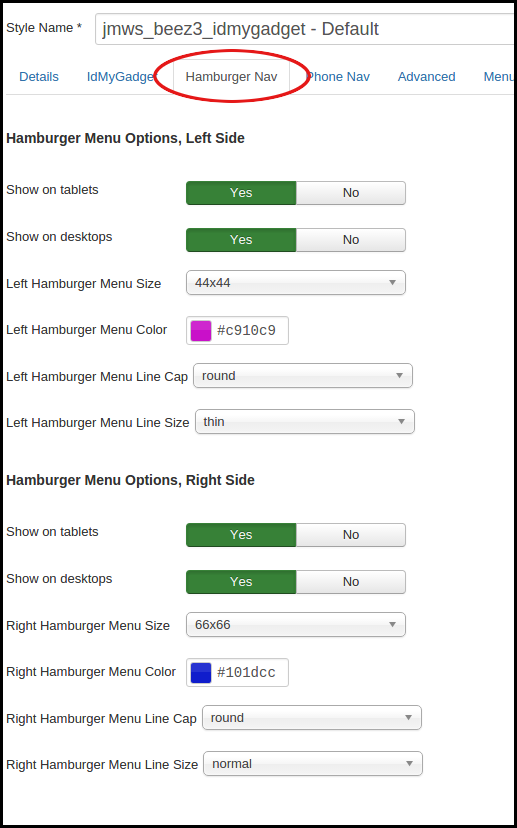 Style Name * jmws_beez3_idmygadget - Default
Details IdMyGadge Hamburger Nav Phone Nav Advanced Menu
Hamburger Menu Options, Left Side
Show on tablets Yes No
Show on desktops Yes No
Left Hamburger Menu Size 44x44
Left Hamburger Menu Color #c910c9
Left Hamburger Menu Line Cap round
Left Hamburger Menu Line Size thin
Hamburger Menu Options, Right Side
Show on tablets Yes No
Show on desktops Yes No
Right Hamburger Menu Size 66x66
Right Hamburger Menu Color #101dcc
Right Hamburger Menu Line Cap round
Right Hamburger Menu Line Size normal